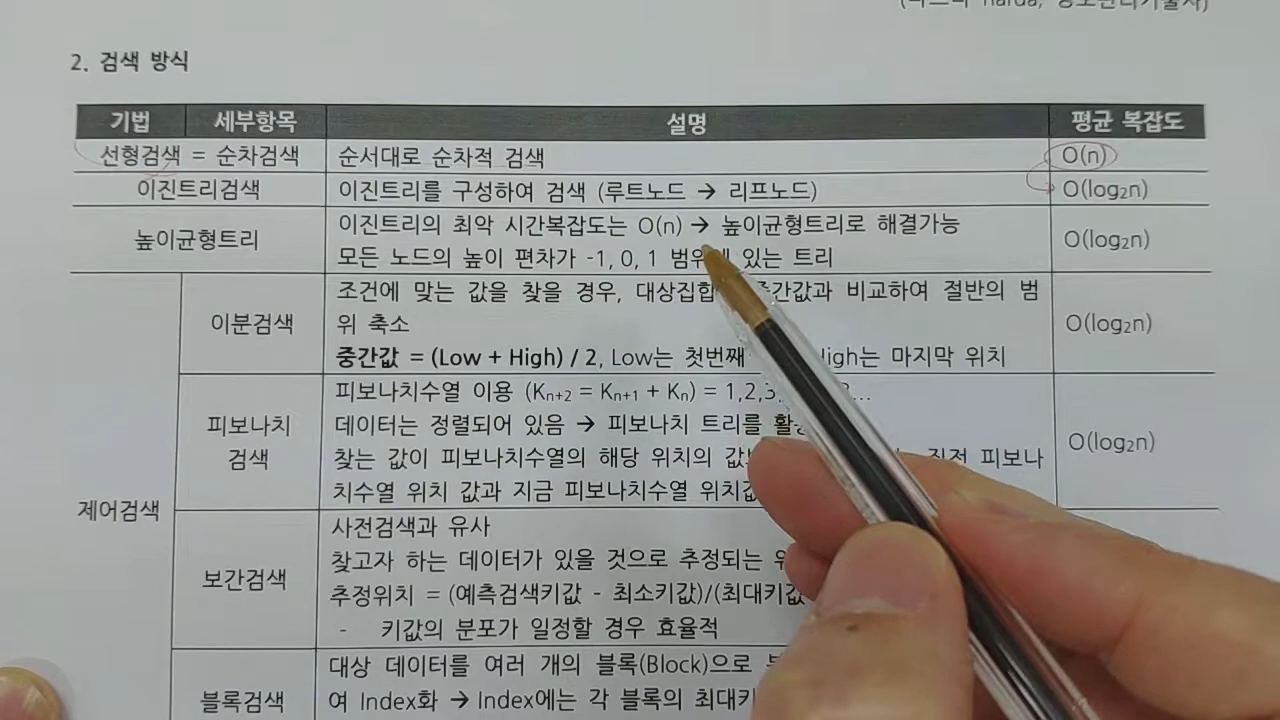 2. 검색 방식
기법 세부항목 설명 평균 복잡도
선형검색 = 순차검색 순서대로 순차적 검색 O(n)
이진트리검색 이진트리를 구성하여 검색 (루트노드 → 리프노드) O(log₂n)
높이균형트리 이진트리의 최악 시간복잡도는 O(n) → 높이균형트리로 해결가능 O(log₂n)
모든 노드의 높이 편차가 -1, 0, 1 있는 트리
제어검색
이분검색 조건에 맞는 값을 찾을 경우, 중간값과 비교하여 절반의 범 O(log₂n)
위 축소
중간값 = (Low + High) / 2, Low는 첫번째 High는 마지막 위치
피보나치 검색 피보나치수열 이용 (Kₙ₊₂ = Kₙ₊₁ + Kₙ) = 1,2,3, O(log₂n)
데이터는 정렬되어 있음 → 피보나치 트리를
찾는 값이 피보나치수열의 해당 위치의 직전 피보나
치수열 위치 값과 지금 피보나치수열
보간검색 사전검색과 유사
찾고자 하는 데이터가 있을 것으로 추정되는
추정위치 = (예측검색키값 - 최소키값)/(최대키값
- 키값의 분포가 일정할 경우 효율적
블록검색 대상 데이터를 여러 개의 블록(Block)으로
여 Index화 → Index에는 각 블록의